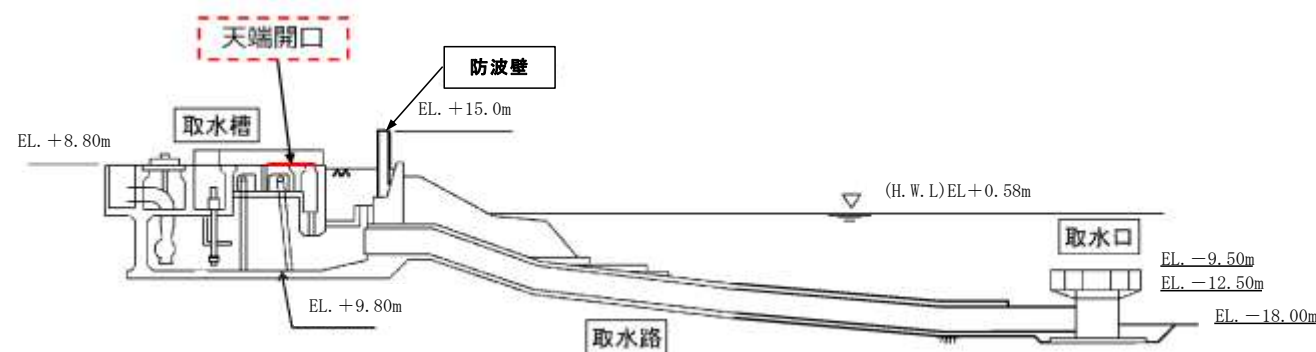 天端開口
防波壁
EL. +15.0m
取水槽
EL. +8.80m
(H.W.L)EL+0.58m
取水口
EL. -9.50m
EL. -12.50m
EL. +9.80m
EL. -18.00m
取水路